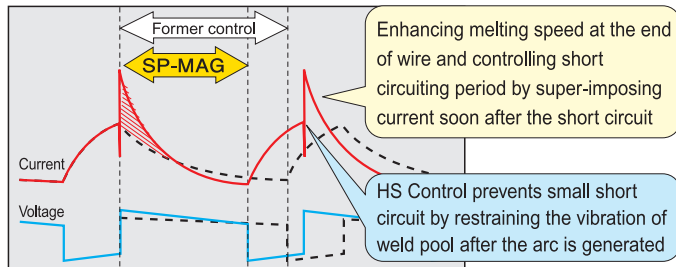 Former control
SP-MAG
Enhancing melting speed at the end
of wire and controlling short
circuiting period by super-imposing
current soon after the short circuit
Current
Voltage
HS Control prevents small short
circuit by restraining the vibration of
weld pool after the arc is generated